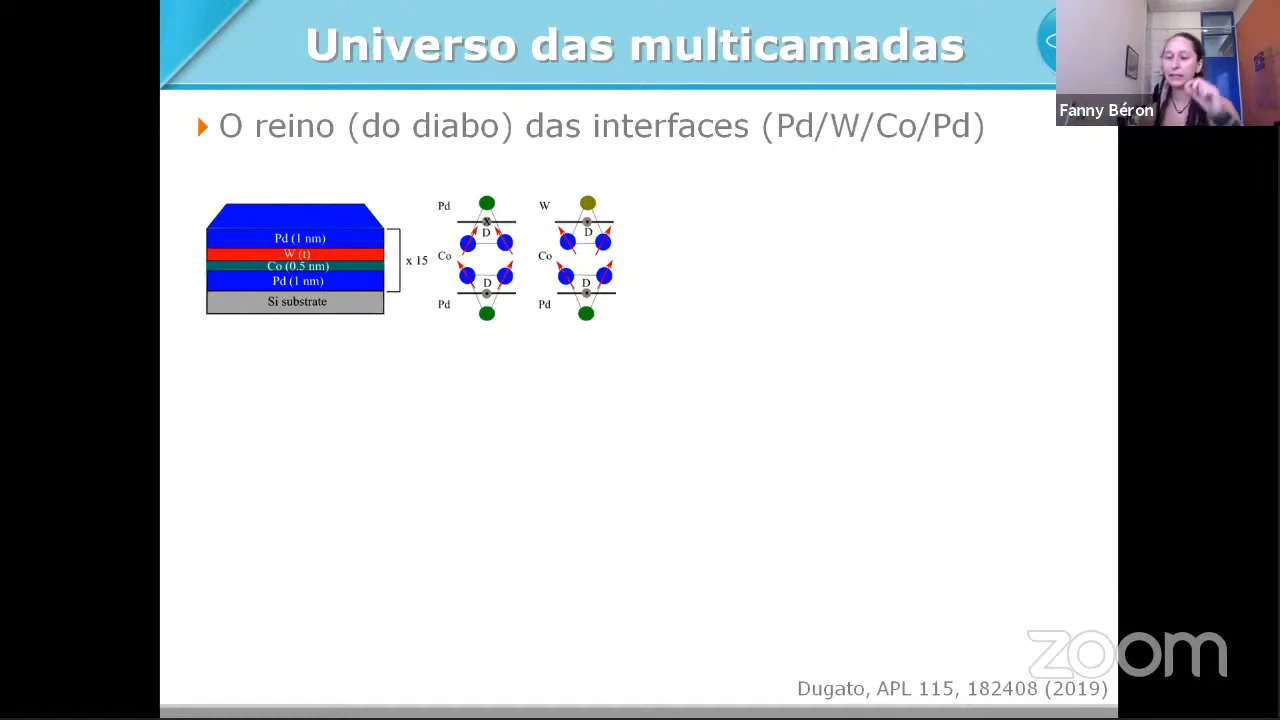 Universo das multicamadas
Fanny Béron
O reino (do diabo) das interfaces (Pd/W/Co/Pd)
Pd (1 nm)
W (t)
Co (0.5 nm)
Pd (1 nm)
Si substrate
x 15
Pd
D
Co
D
Pd
W
D
Co
D
Pd
zoom
Dugato, APL 115, 182408 (2019)